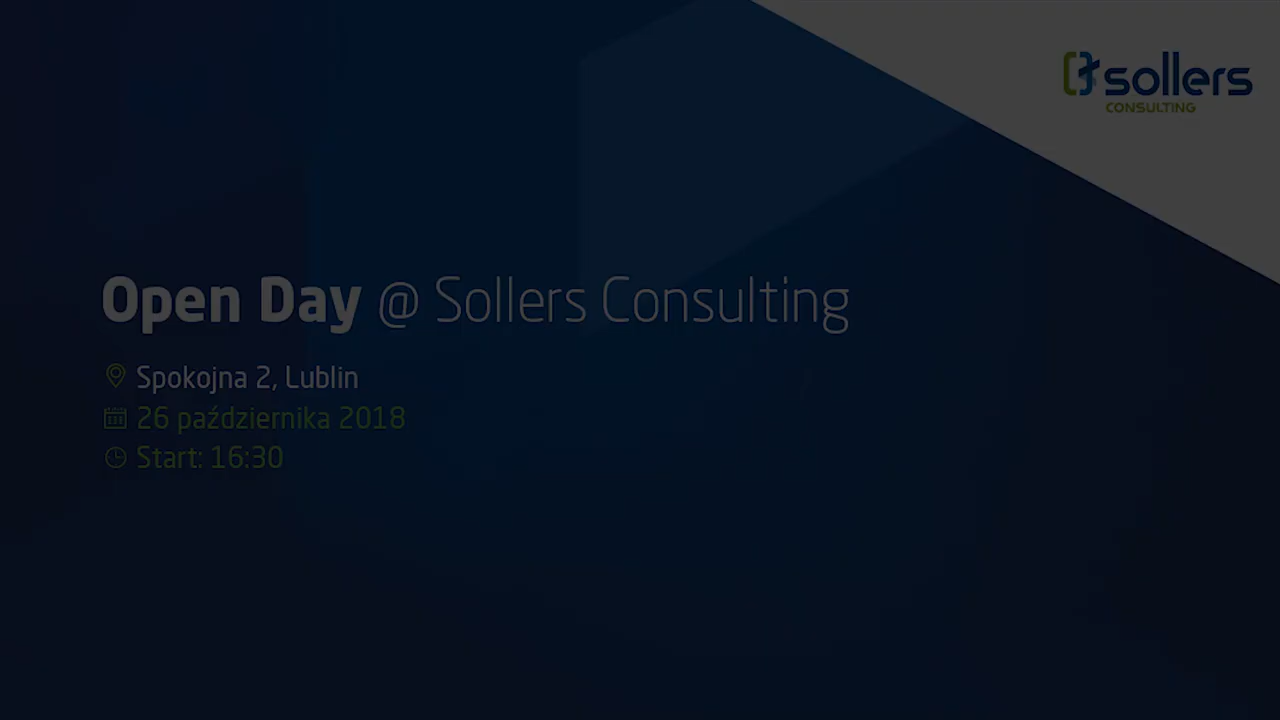 sollers
CONSULTING
Open Day @ Sollers Consulting
Spokojna 2, Lublin
26 października 2018
Start: 16:30